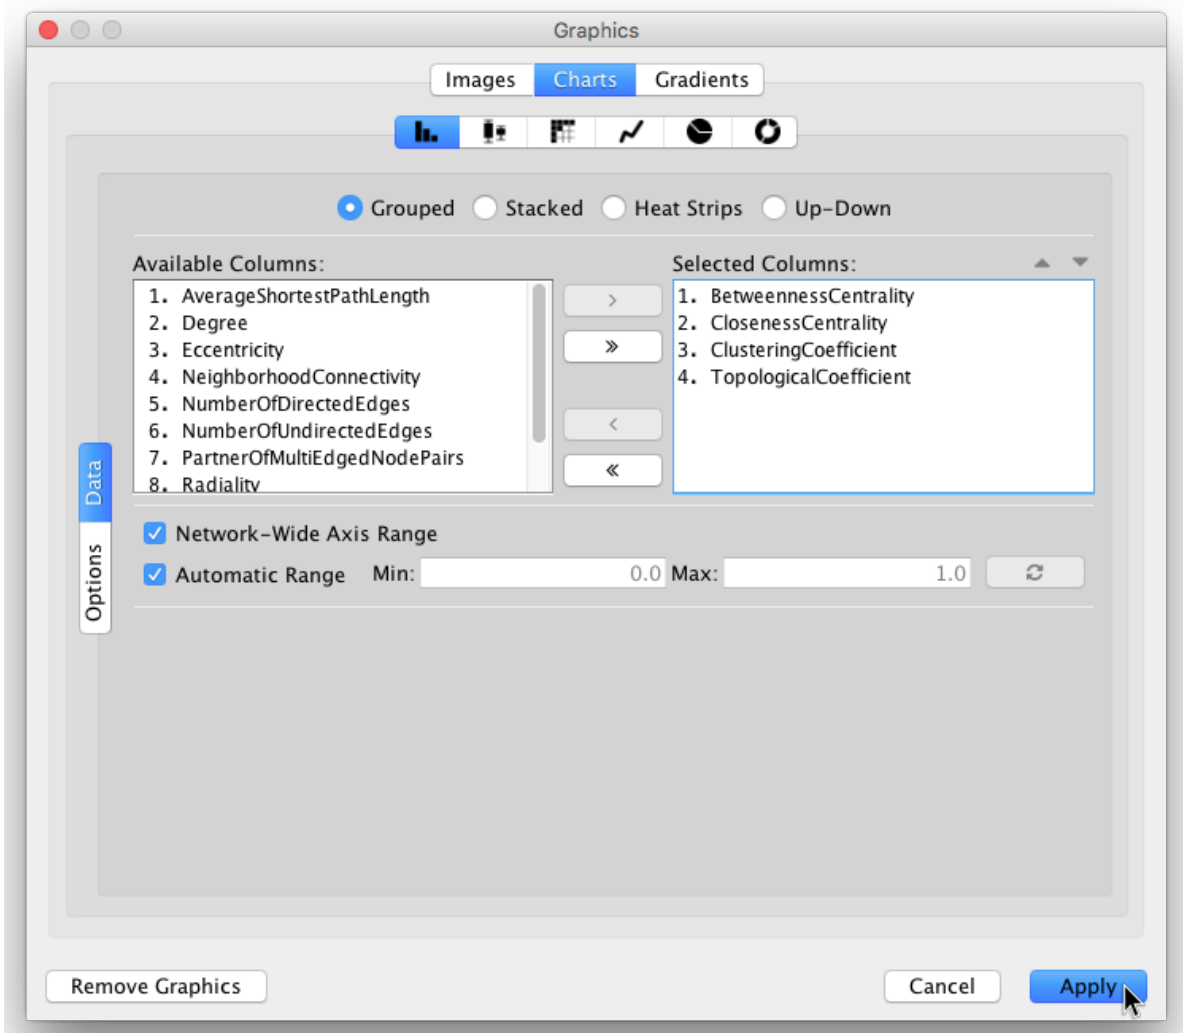 Graphics
Images Charts Gradients
Grouped Stacked Heat Strips Up-Down
Available Columns: Selected Columns:
1. AverageShortestPathLength
2. Degree
3. Eccentricity
4. NeighborhoodConnectivity
5. NumberOfDirectedEdges
6. NumberOfUndirectedEdges
7. PartnerOfMultiEdgedNodePairs
8. Radiality
>
»
<
«
1. BetweennessCentrality
2. ClosenessCentrality
3. ClusteringCoefficient
4. TopologicalCoefficient
Data
Options
Network-Wide Axis Range
Automatic Range Min: 0.0 Max: 1.0
Remove Graphics Cancel Apply